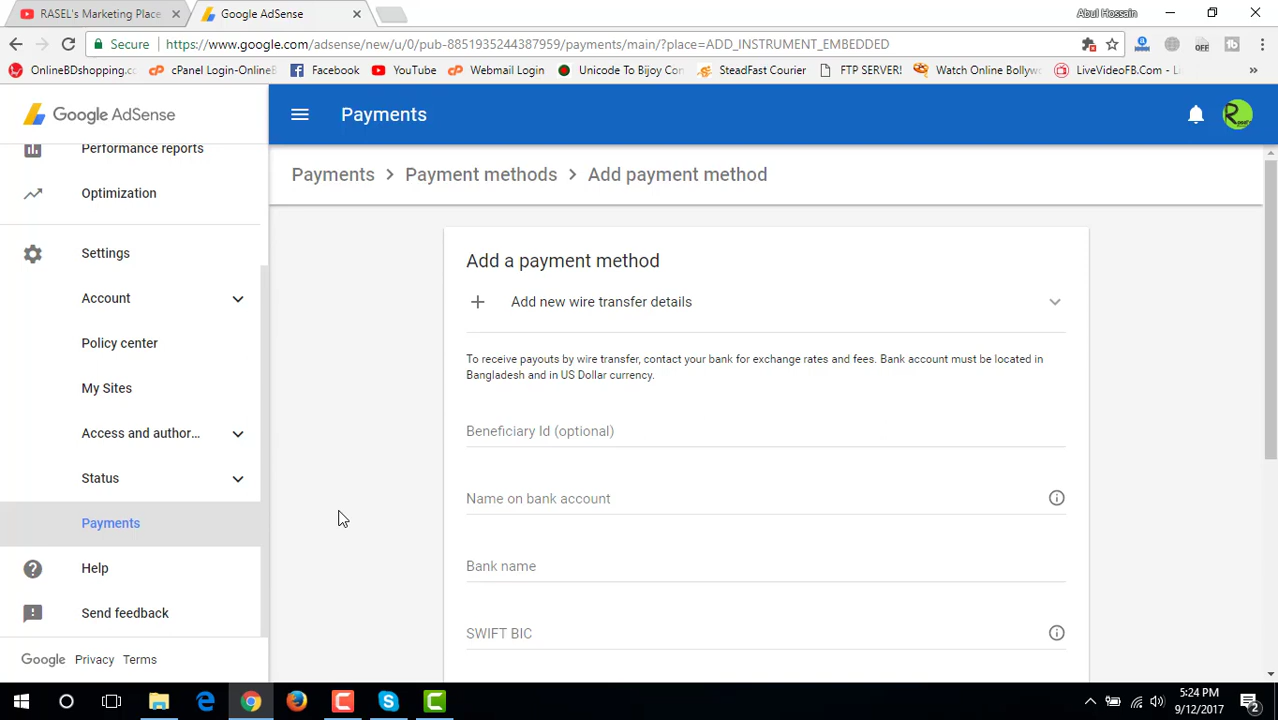 RASEL's Marketing Place
Google AdSense
Abul Hossain
Secure
https://www.google.com/adsense/new/u/0/pub-8851935244387959/payments/main/?place=ADD_INSTRUMENT_EMBEDDED
OnlineBDshopping.c
cPanel Login-OnlineB
Facebook
YouTube
Webmail Login
Unicode To Bijoy Con
SteadFast Courier
FTP SERVER!
Watch Online Bollyw
LiveVideoFB.Com - Li
Google AdSense
Payments
Performance reports
Optimization
Settings
Account
Policy center
My Sites
Access and author...
Status
Payments
Help
Send feedback
Google Privacy Terms
Payments > Payment methods > Add payment method
Add a payment method
Add new wire transfer details
To receive payouts by wire transfer, contact your bank for exchange rates and fees. Bank account must be located in
Bangladesh and in US Dollar currency.
Beneficiary Id (optional)
Name on bank account
Bank name
SWIFT BIC
5:24 PM
9/12/2017
2